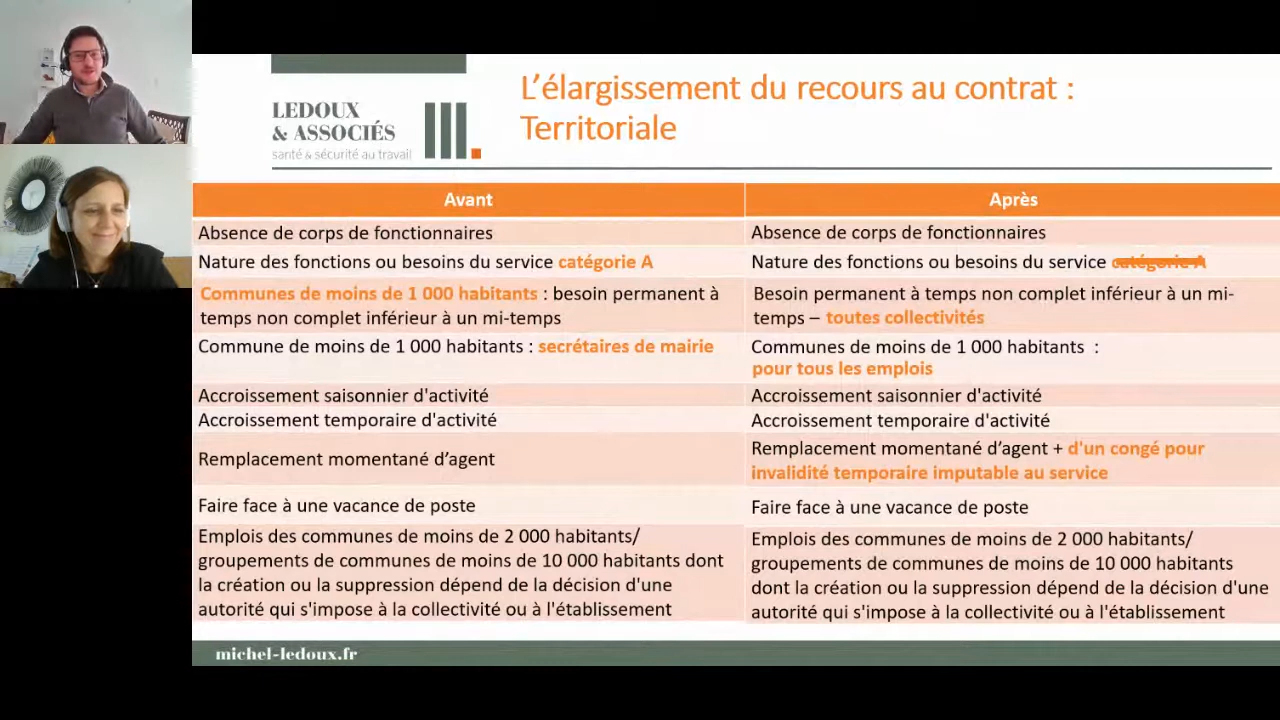 LEDOUX
& ASSOCIÉS
santé & sécurité au travail
L'élargissement du recours au contrat :
Territoriale
Avant
Après
Absence de corps de fonctionnaires
Absence de corps de fonctionnaires
Nature des fonctions ou besoins du service catégorie A
Nature des fonctions ou besoins du service catégorie A
Communes de moins de 1 000 habitants : besoin permanent à
temps non complet inférieur à un mi-temps
Besoin permanent à temps non complet inférieur à un mi-
temps – toutes collectivités
Commune de moins de 1 000 habitants : secrétaires de mairie
Communes de moins de 1 000 habitants :
pour tous les emplois
Accroissement saisonnier d'activité
Accroissement saisonnier d'activité
Accroissement temporaire d'activité
Accroissement temporaire d'activité
Remplacement momentané d’agent
Remplacement momentané d’agent + d'un congé pour
invalidité temporaire imputable au service
Faire face à une vacance de poste
Faire face à une vacance de poste
Emplois des communes de moins de 2 000 habitants/
groupements de communes de moins de 10 000 habitants dont
la création ou la suppression dépend de la décision d'une
autorité qui s'impose à la collectivité ou à l'établissement
Emplois des communes de moins de 2 000 habitants/
groupements de communes de moins de 10 000 habitants
dont la création ou la suppression dépend de la décision d'une
autorité qui s'impose à la collectivité ou à l'établissement
michel-ledoux.fr